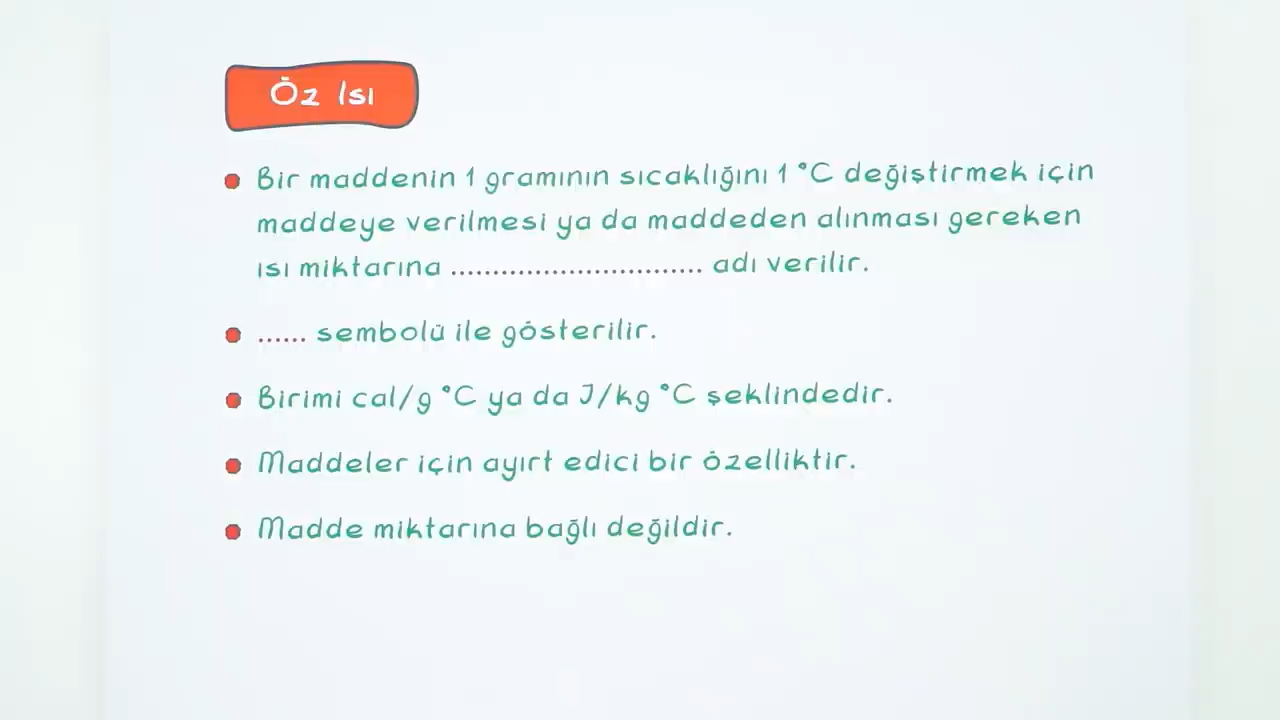 Öz Isı
Bir maddenin 1 gramının sıcaklığını 1 °C değiştirmek için
maddeye verilmesi ya da maddeden alınması gereken
ısı miktarına .............................. adı verilir.
...... sembolü ile gösterilir.
Birimi cal/g °C ya da J/kg °C şeklindedir.
Maddeler için ayırt edici bir özelliktir.
Madde miktarına bağlı değildir.